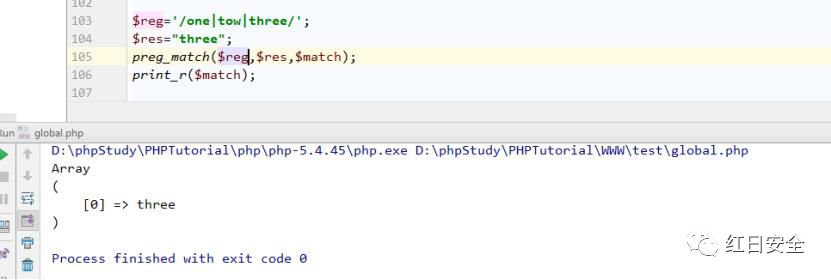 102
103 $reg='/one|tow|three/';
104 $res="three";
105 preg_match($reg,$res,$match);
106 print_r($match);
107
Run global.php
D:\phpStudy\PHPTutorial\php\php-5.4.45\php.exe D:\phpStudy\PHPTutorial\WWW\test\global.php
Array
(
[0] => three
)
Process finished with exit code 0
红日安全